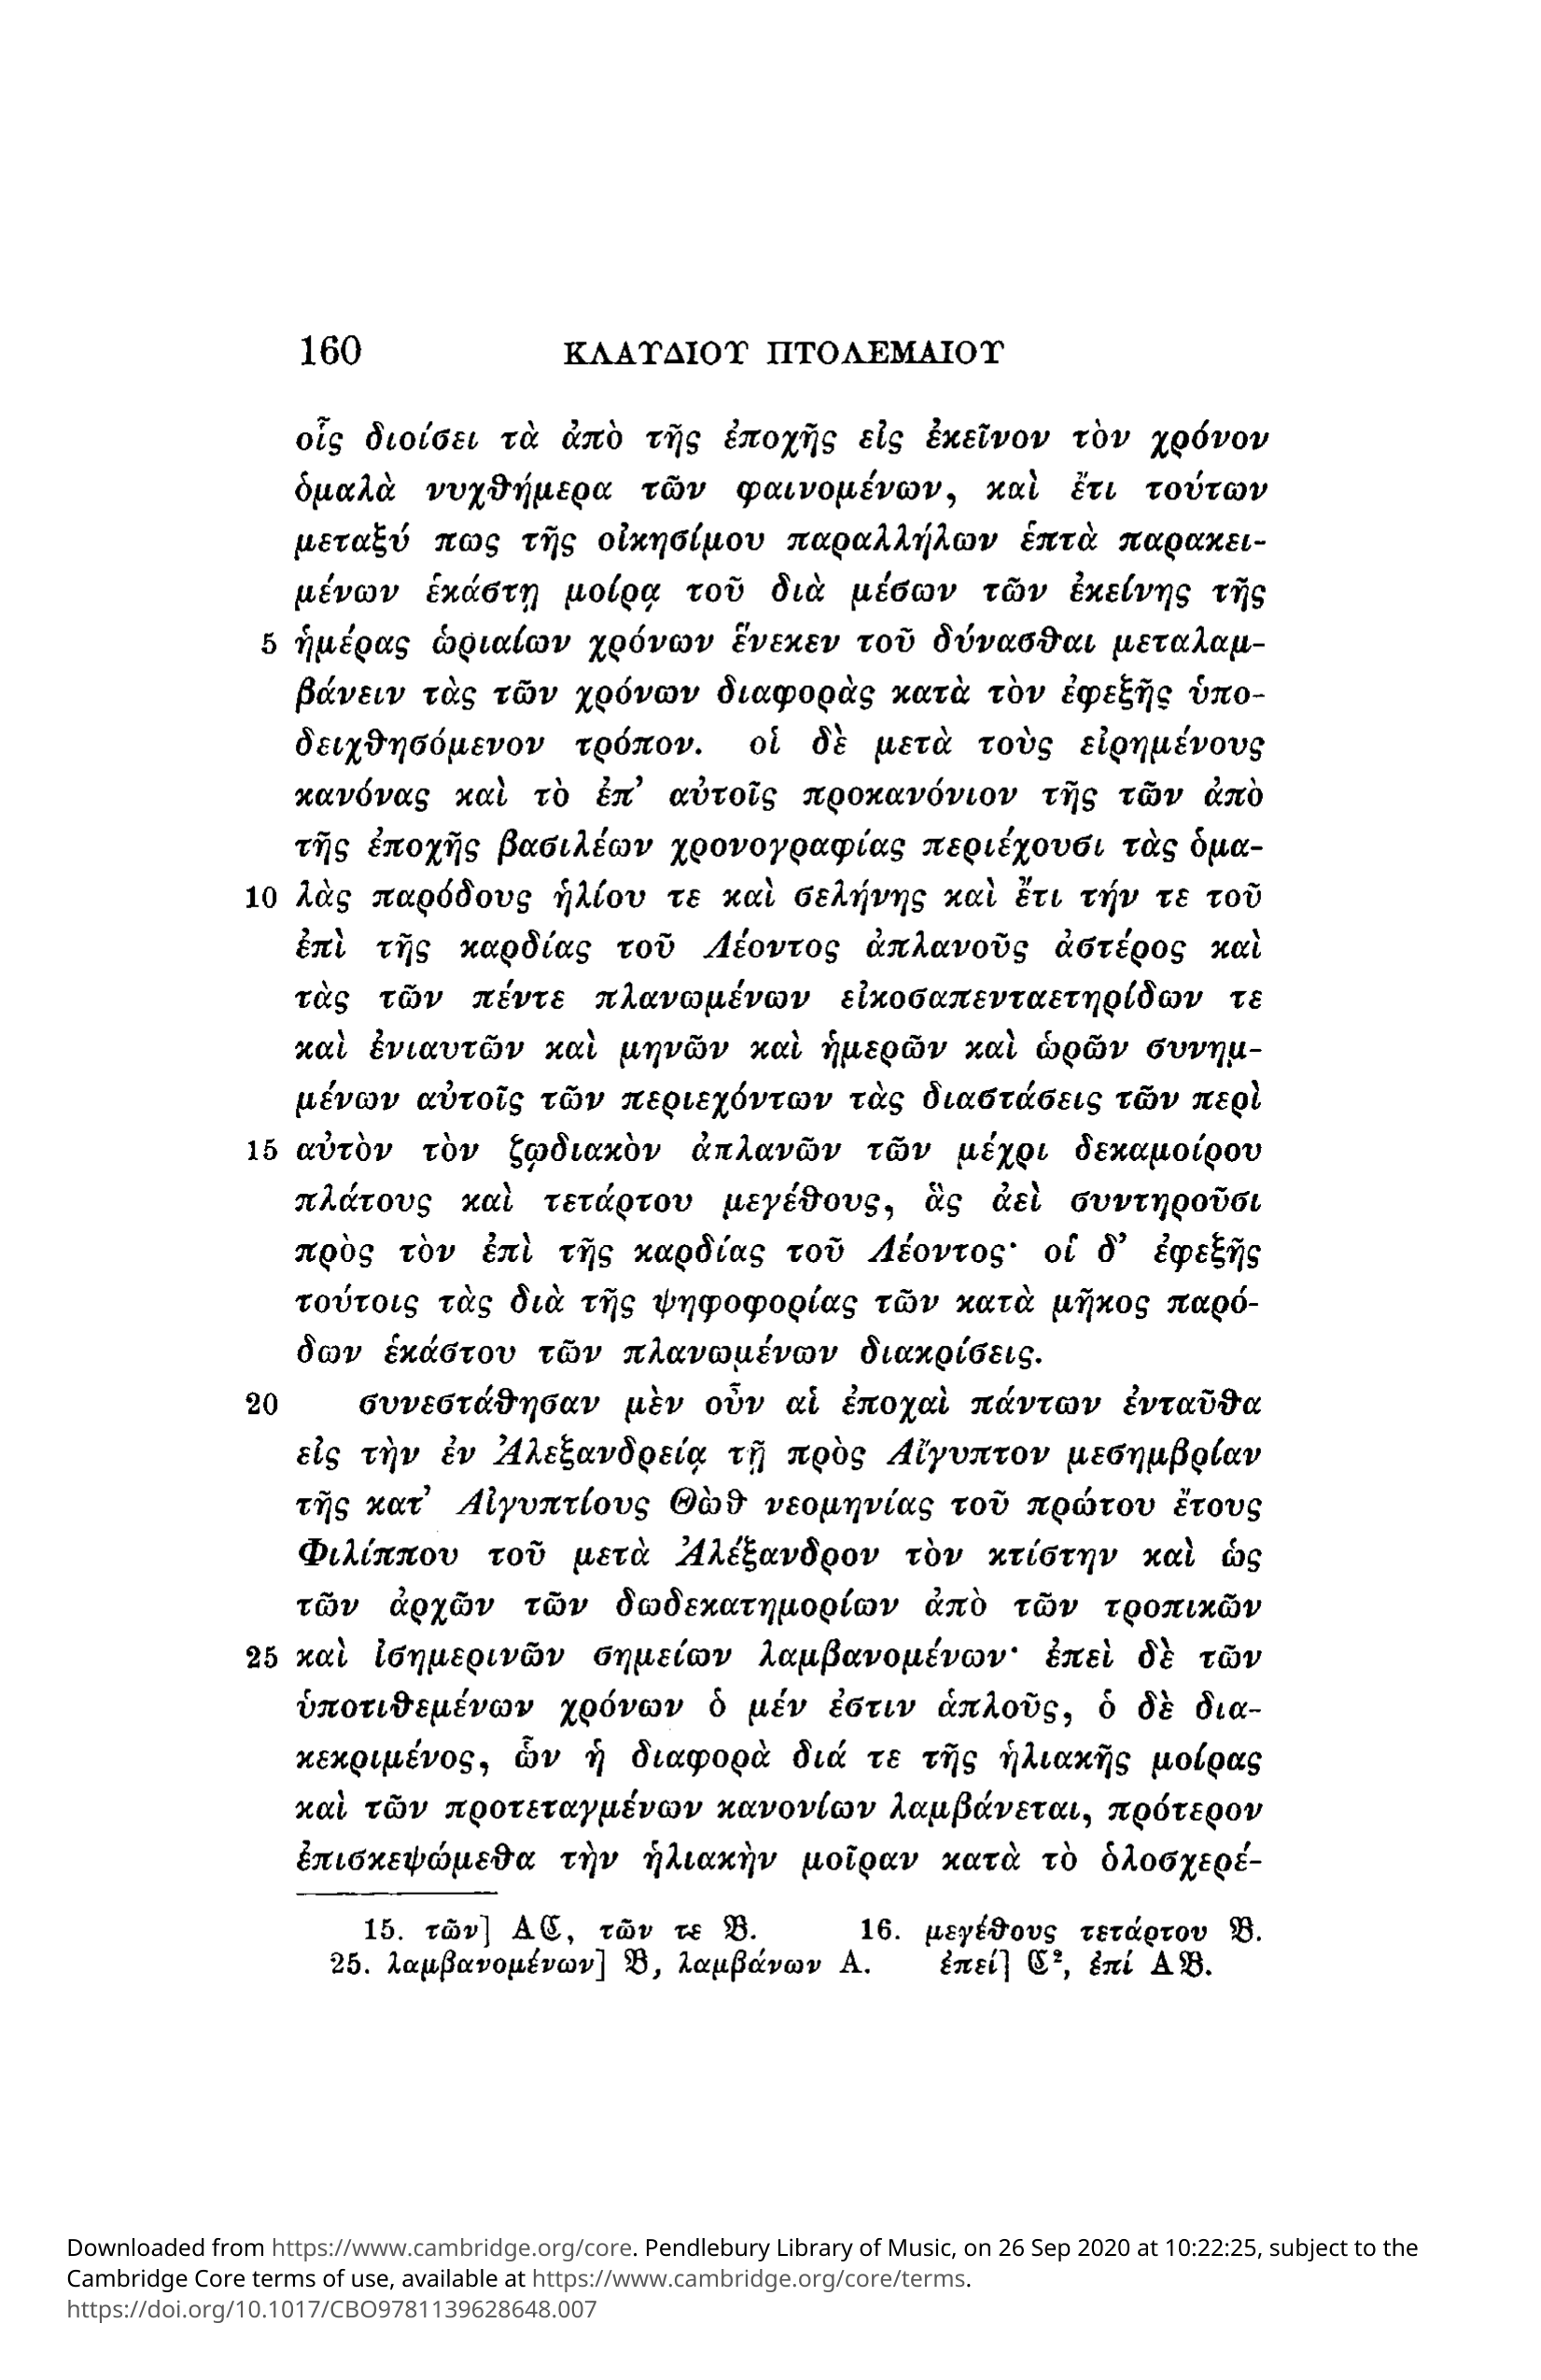 160 ΚΛΑΥΔΙΟΥ ΠΤΟΛΕΜΑΙΟΥ
οἷς διοίσει τὰ ἀπὸ τῆς ἐποχῆς εἰς ἐκεῖνον τὸν χρόνον
ὁμαλὰ νυχθήμερα τῶν φαινομένων, καὶ ἔτι τούτων
μεταξύ πως τῆς οἰκησίμου παραλλήλων ἑπτὰ παρακει-
μένων ἑκάστῃ μοίρᾳ τοῦ διὰ μέσων τῶν ἐκείνης τῆς
5 ἡμέρας ὡριαίων χρόνων ἕνεκεν τοῦ δύνασθαι μεταλαμ-
βάνειν τὰς τῶν χρόνων διαφορὰς κατὰ τὸν ἐφεξῆς ὑπο-
δειχθησόμενον τρόπον. οἱ δὲ μετὰ τοὺς εἰρημένους
κανόνας καὶ τὸ ἐπ’ αὐτοῖς προκανόνιον τῆς τῶν ἀπὸ
τῆς ἐποχῆς βασιλέων χρονογραφίας περιέχουσι τὰς ὁμα-
10 λὰς παρόδους ἡλίου τε καὶ σελήνης καὶ ἔτι τήν τε τοῦ
ἐπὶ τῆς καρδίας τοῦ Λέοντος ἀπλανοῦς ἀστέρος καὶ
τὰς τῶν πέντε πλανωμένων εἰκοσαπενταετηρίδων τε
καὶ ἐνιαυτῶν καὶ μηνῶν καὶ ἡμερῶν καὶ ὡρῶν συνημ-
μένων αὐτοῖς τῶν περιεχόντων τὰς διαστάσεις τῶν περὶ
15 αὐτὸν τὸν ζῳδιακὸν ἀπλανῶν τῶν μέχρι δεκαμοίρου
πλάτους καὶ τετάρτου μεγέθους, ἃς ἀεὶ συντηροῦσι
πρὸς τὸν ἐπὶ τῆς καρδίας τοῦ Λέοντος· οἱ δ’ ἐφεξῆς
τούτοις τὰς διὰ τῆς ψηφοφορίας τῶν κατὰ μῆκος παρό-
δων ἑκάστου τῶν πλανωμένων διακρίσεις.
20 συνεστάθησαν μὲν οὖν αἱ ἐποχαὶ πάντων ἐνταῦθα
εἰς τὴν ἐν Ἀλεξανδρείᾳ τῇ πρὸς Αἴγυπτον μεσημβρίαν
τῆς κατ’ Αἰγυπτίους Θὼθ νεομηνίας τοῦ πρώτου ἔτους
Φιλίππου τοῦ μετὰ Ἀλέξανδρον τὸν κτίστην καὶ ὡς
τῶν ἀρχῶν τῶν δωδεκατημορίων ἀπὸ τῶν τροπικῶν
25 καὶ ἰσημερινῶν σημείων λαμβανομένων· ἐπεὶ δὲ τῶν
ὑποτιθεμένων χρόνων ὁ μέν ἐστιν ἁπλοῦς, ὁ δὲ δια-
κεκριμένος, ὧν ἡ διαφορὰ διά τε τῆς ἡλιακῆς μοίρας
καὶ τῶν προτεταγμένων κανονίων λαμβάνεται, πρότερον
ἐπισκεψώμεθα τὴν ἡλιακὴν μοῖραν κατὰ τὸ ὁλοσχερέ-
15. τῶν] A𝕮, τῶν τε 𝕭. 16. μεγέθους τετάρτου 𝕭.
25. λαμβανομένων] 𝕭, λαμβάνων A. ἐπεί] 𝕮², ἐπί A𝕭.
Downloaded from https://www.cambridge.org/core. Pendlebury Library of Music, on 26 Sep 2020 at 10:22:25, subject to the
Cambridge Core terms of use, available at https://www.cambridge.org/core/terms.
https://doi.org/10.1017/CBO9781139628648.007